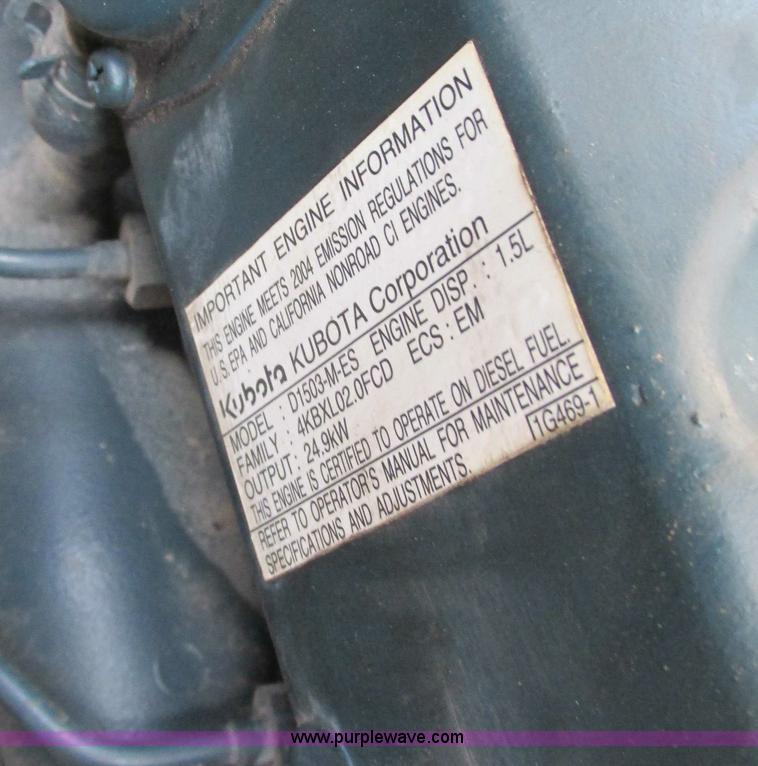 IMPORTANT ENGINE INFORMATION
THIS ENGINE MEETS 2004 EMISSION REGULATIONS FOR
U.S. EPA AND CALIFORNIA NONROAD CI ENGINES.
Kubota KUBOTA Corporation
MODEL : D1503-M-ES ENGINE DISP. : 1.5L
FAMILY : 4KBXL02.0FCD ECS : EM
OUTPUT : 24.9kW
THIS ENGINE IS CERTIFIED TO OPERATE ON DIESEL FUEL.
REFER TO OPERATOR'S MANUAL FOR MAINTENANCE
SPECIFICATIONS AND ADJUSTMENTS.
1G469-1
www.purplewave.com